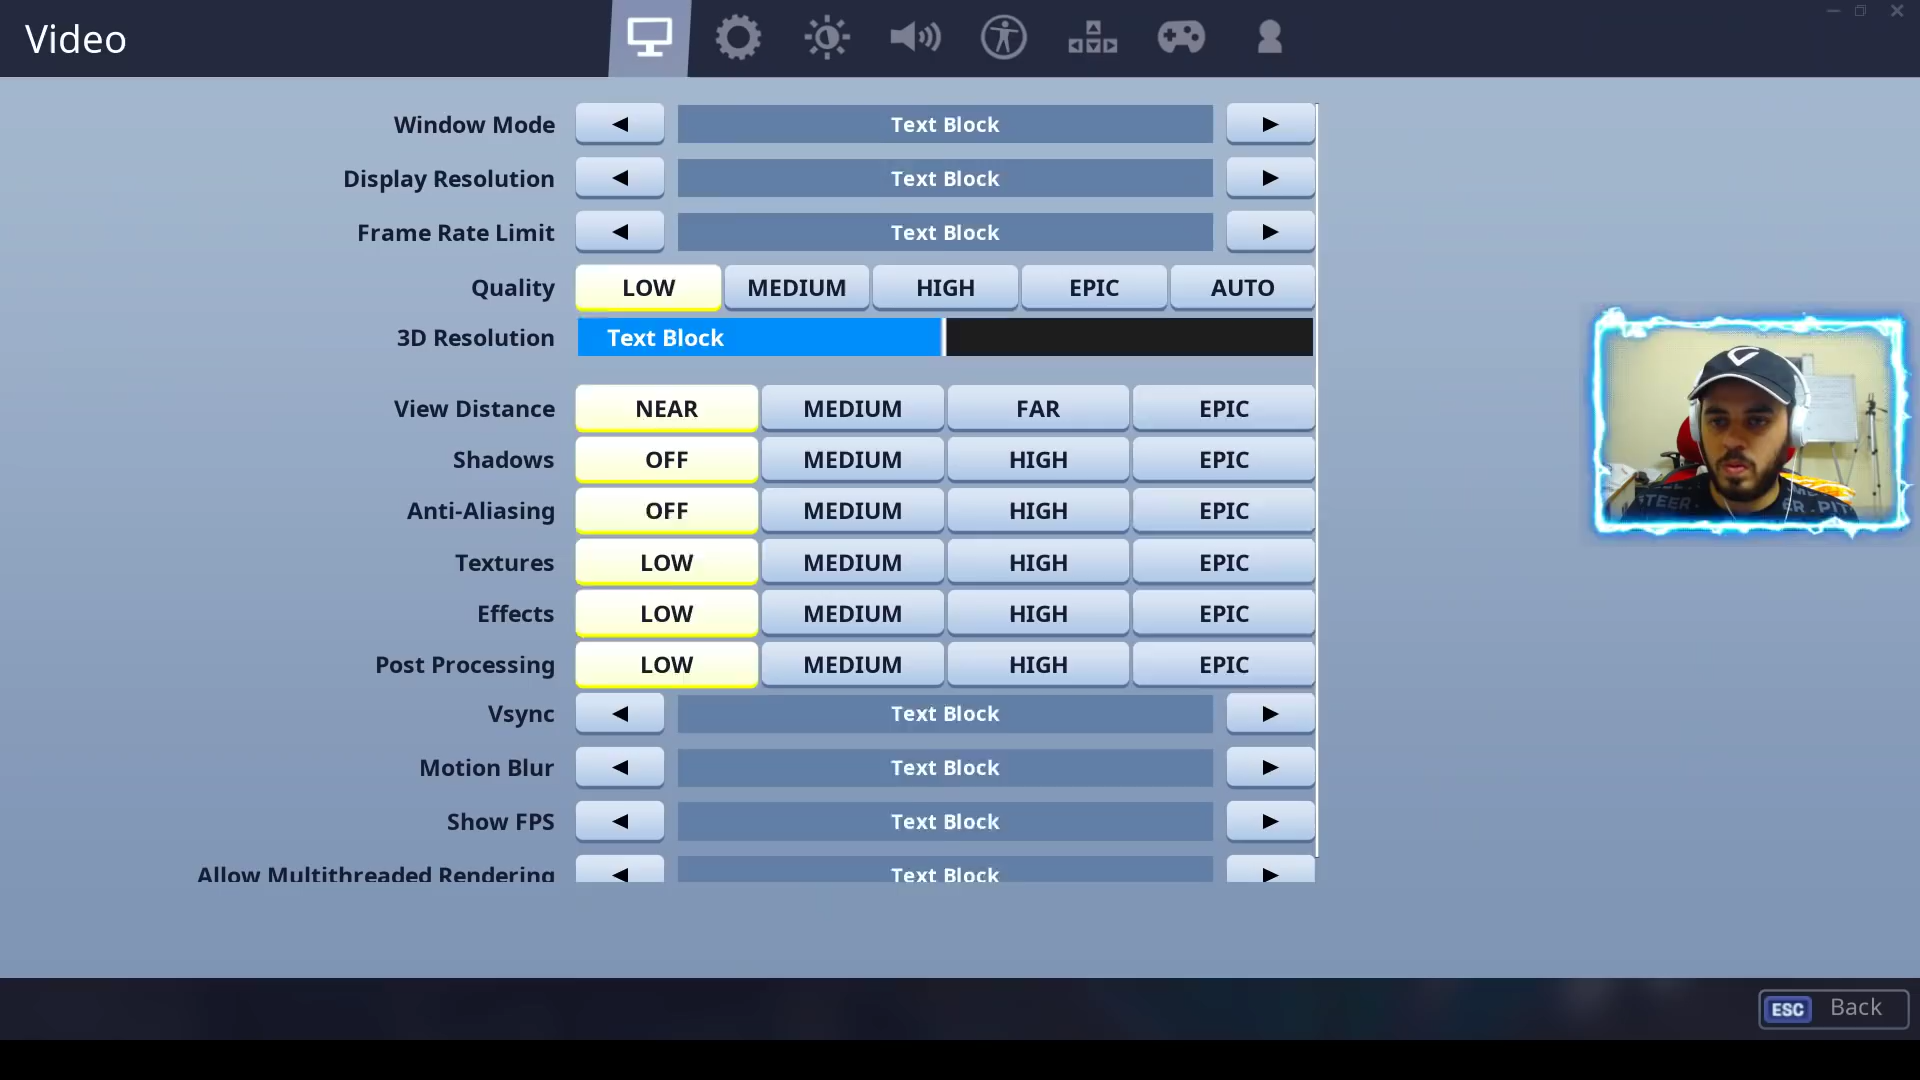 Video
Window Mode Text Block
Display Resolution Text Block
Frame Rate Limit Text Block
Quality LOW MEDIUM HIGH EPIC AUTO
3D Resolution Text Block
View Distance NEAR MEDIUM FAR EPIC
Shadows OFF MEDIUM HIGH EPIC
Anti-Aliasing OFF MEDIUM HIGH EPIC
Textures LOW MEDIUM HIGH EPIC
Effects LOW MEDIUM HIGH EPIC
Post Processing LOW MEDIUM HIGH EPIC
Vsync Text Block
Motion Blur Text Block
Show FPS Text Block
Allow Multithreaded Rendering Text Block
ESC Back